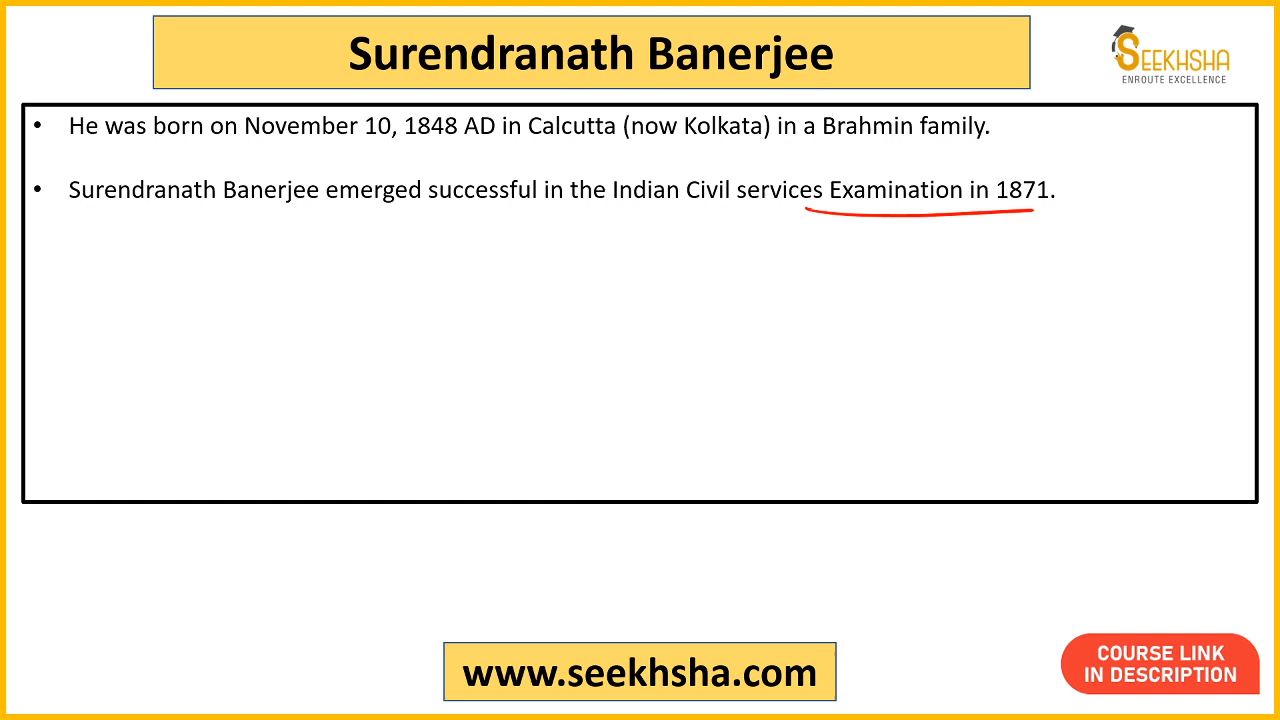 Surendranath Banerjee
SEEKHSHA
ENROUTE EXCELLENCE
• He was born on November 10, 1848 AD in Calcutta (now Kolkata) in a Brahmin family.
• Surendranath Banerjee emerged successful in the Indian Civil services Examination in 1871.
www.seekhsha.com
COURSE LINK
IN DESCRIPTION